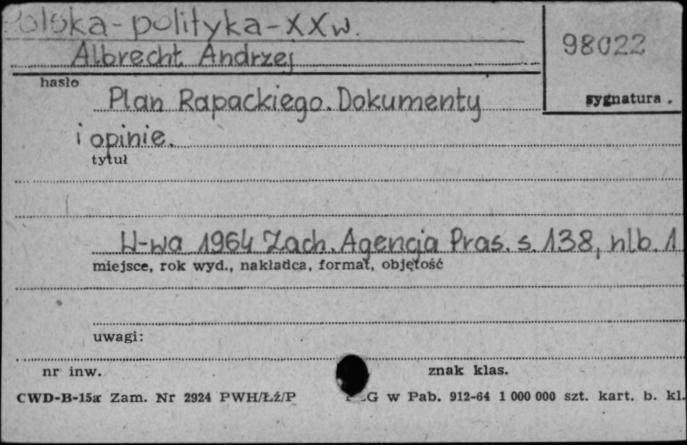 Polska-polityka-XXw.
Albrecht Andrzej
98022
hasło
sygnatura.
Plan Rapackiego. Dokumenty
i opinie.
tytuł
W-wa 1964 Zach. Agencja Pras. s. 138, nlb. 1
miejsce, rok wyd., nakładca, format, objętość
uwagi:
nr inw.
znak klas.
CWD-B-15a Zam. Nr 2924 PWH/Łź/P
G w Pab. 912-64 1 000 000 szt. kart. b. kl.